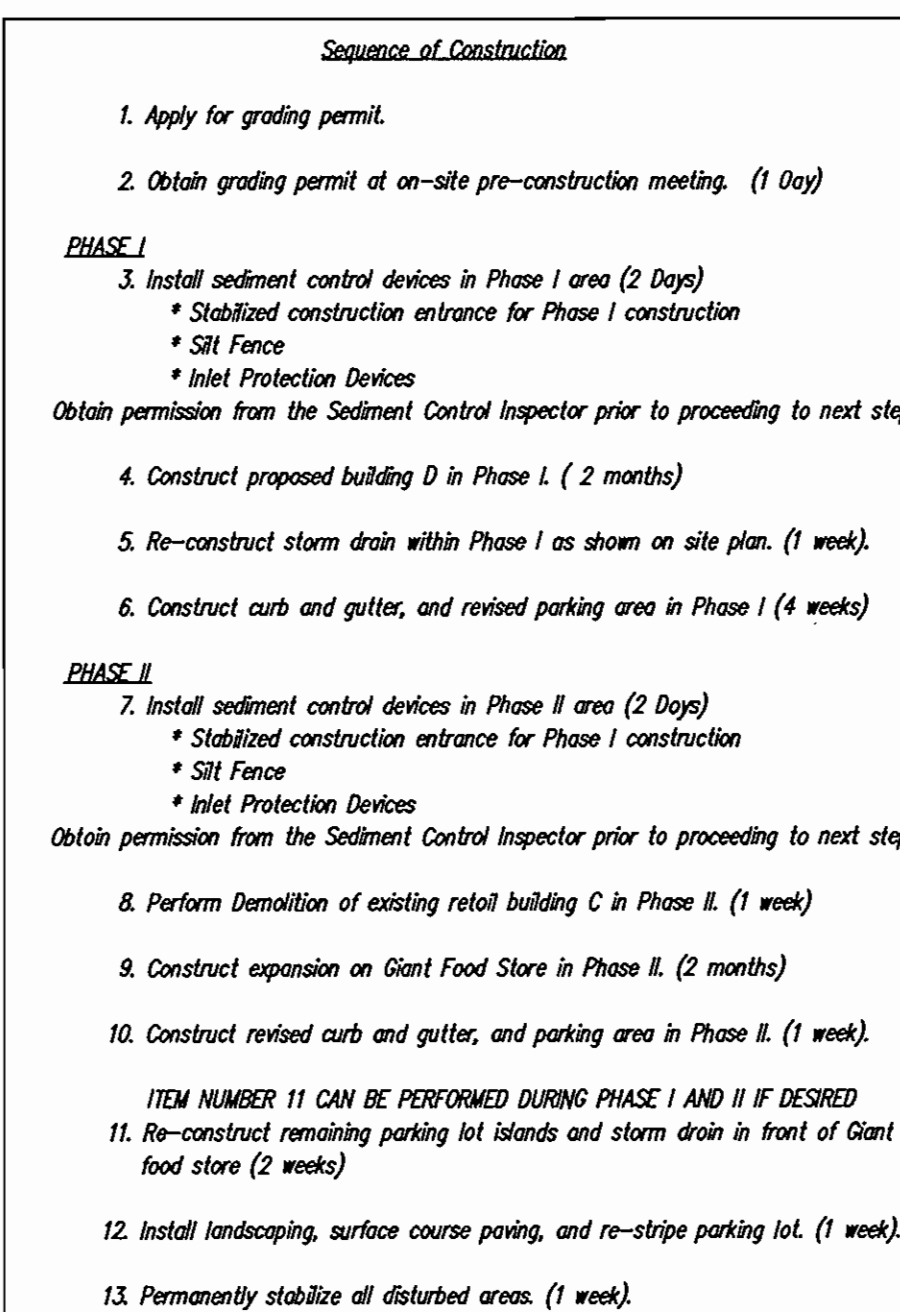 Sequence of Construction
1. Apply for grading permit.
2. Obtain grading permit at on-site pre-construction meeting. (1 Day)
PHASE I
3. Install sediment control devices in Phase I area (2 Days)
* Stabilized construction entrance for Phase I construction
* Silt Fence
* Inlet Protection Devices
Obtain permission from the Sediment Control Inspector prior to proceeding to next step
4. Construct proposed building D in Phase I. ( 2 months)
5. Re-construct storm drain within Phase I as shown on site plan. (1 week).
6. Construct curb and gutter, and revised parking area in Phase I (4 weeks)
PHASE II
7. Install sediment control devices in Phase II area (2 Days)
* Stabilized construction entrance for Phase I construction
* Silt Fence
* Inlet Protection Devices
Obtain permission from the Sediment Control Inspector prior to proceeding to next step
8. Perform Demolition of existing retail building C in Phase II. (1 week)
9. Construct expansion on Giant Food Store in Phase II. (2 months)
10. Construct revised curb and gutter, and parking area in Phase II. (1 week).
ITEM NUMBER 11 CAN BE PERFORMED DURING PHASE I AND II IF DESIRED
11. Re-construct remaining parking lot islands and storm drain in front of Giant
food store (2 weeks)
12. Install landscaping, surface course paving, and re-stripe parking lot. (1 week).
13. Permanently stabilize all disturbed areas. (1 week).